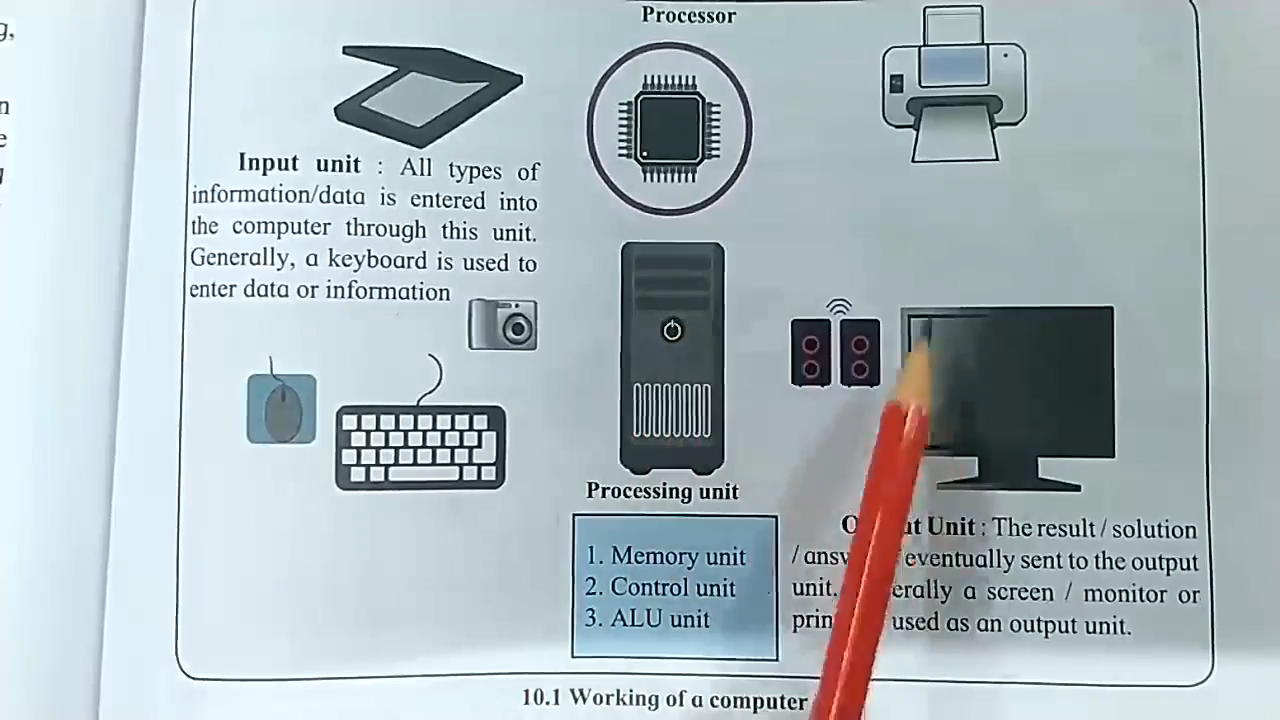 g,
n
e
Processor
Input unit : All types of
information/data is entered into
the computer through this unit.
Generally, a keyboard is used to
enter data or information
Processing unit
1. Memory unit
2. Control unit
3. ALU unit
Unit : The result / solution
/ eventually sent to the output
unit. a screen / monitor or
used as an output unit.
10.1 Working of a computer